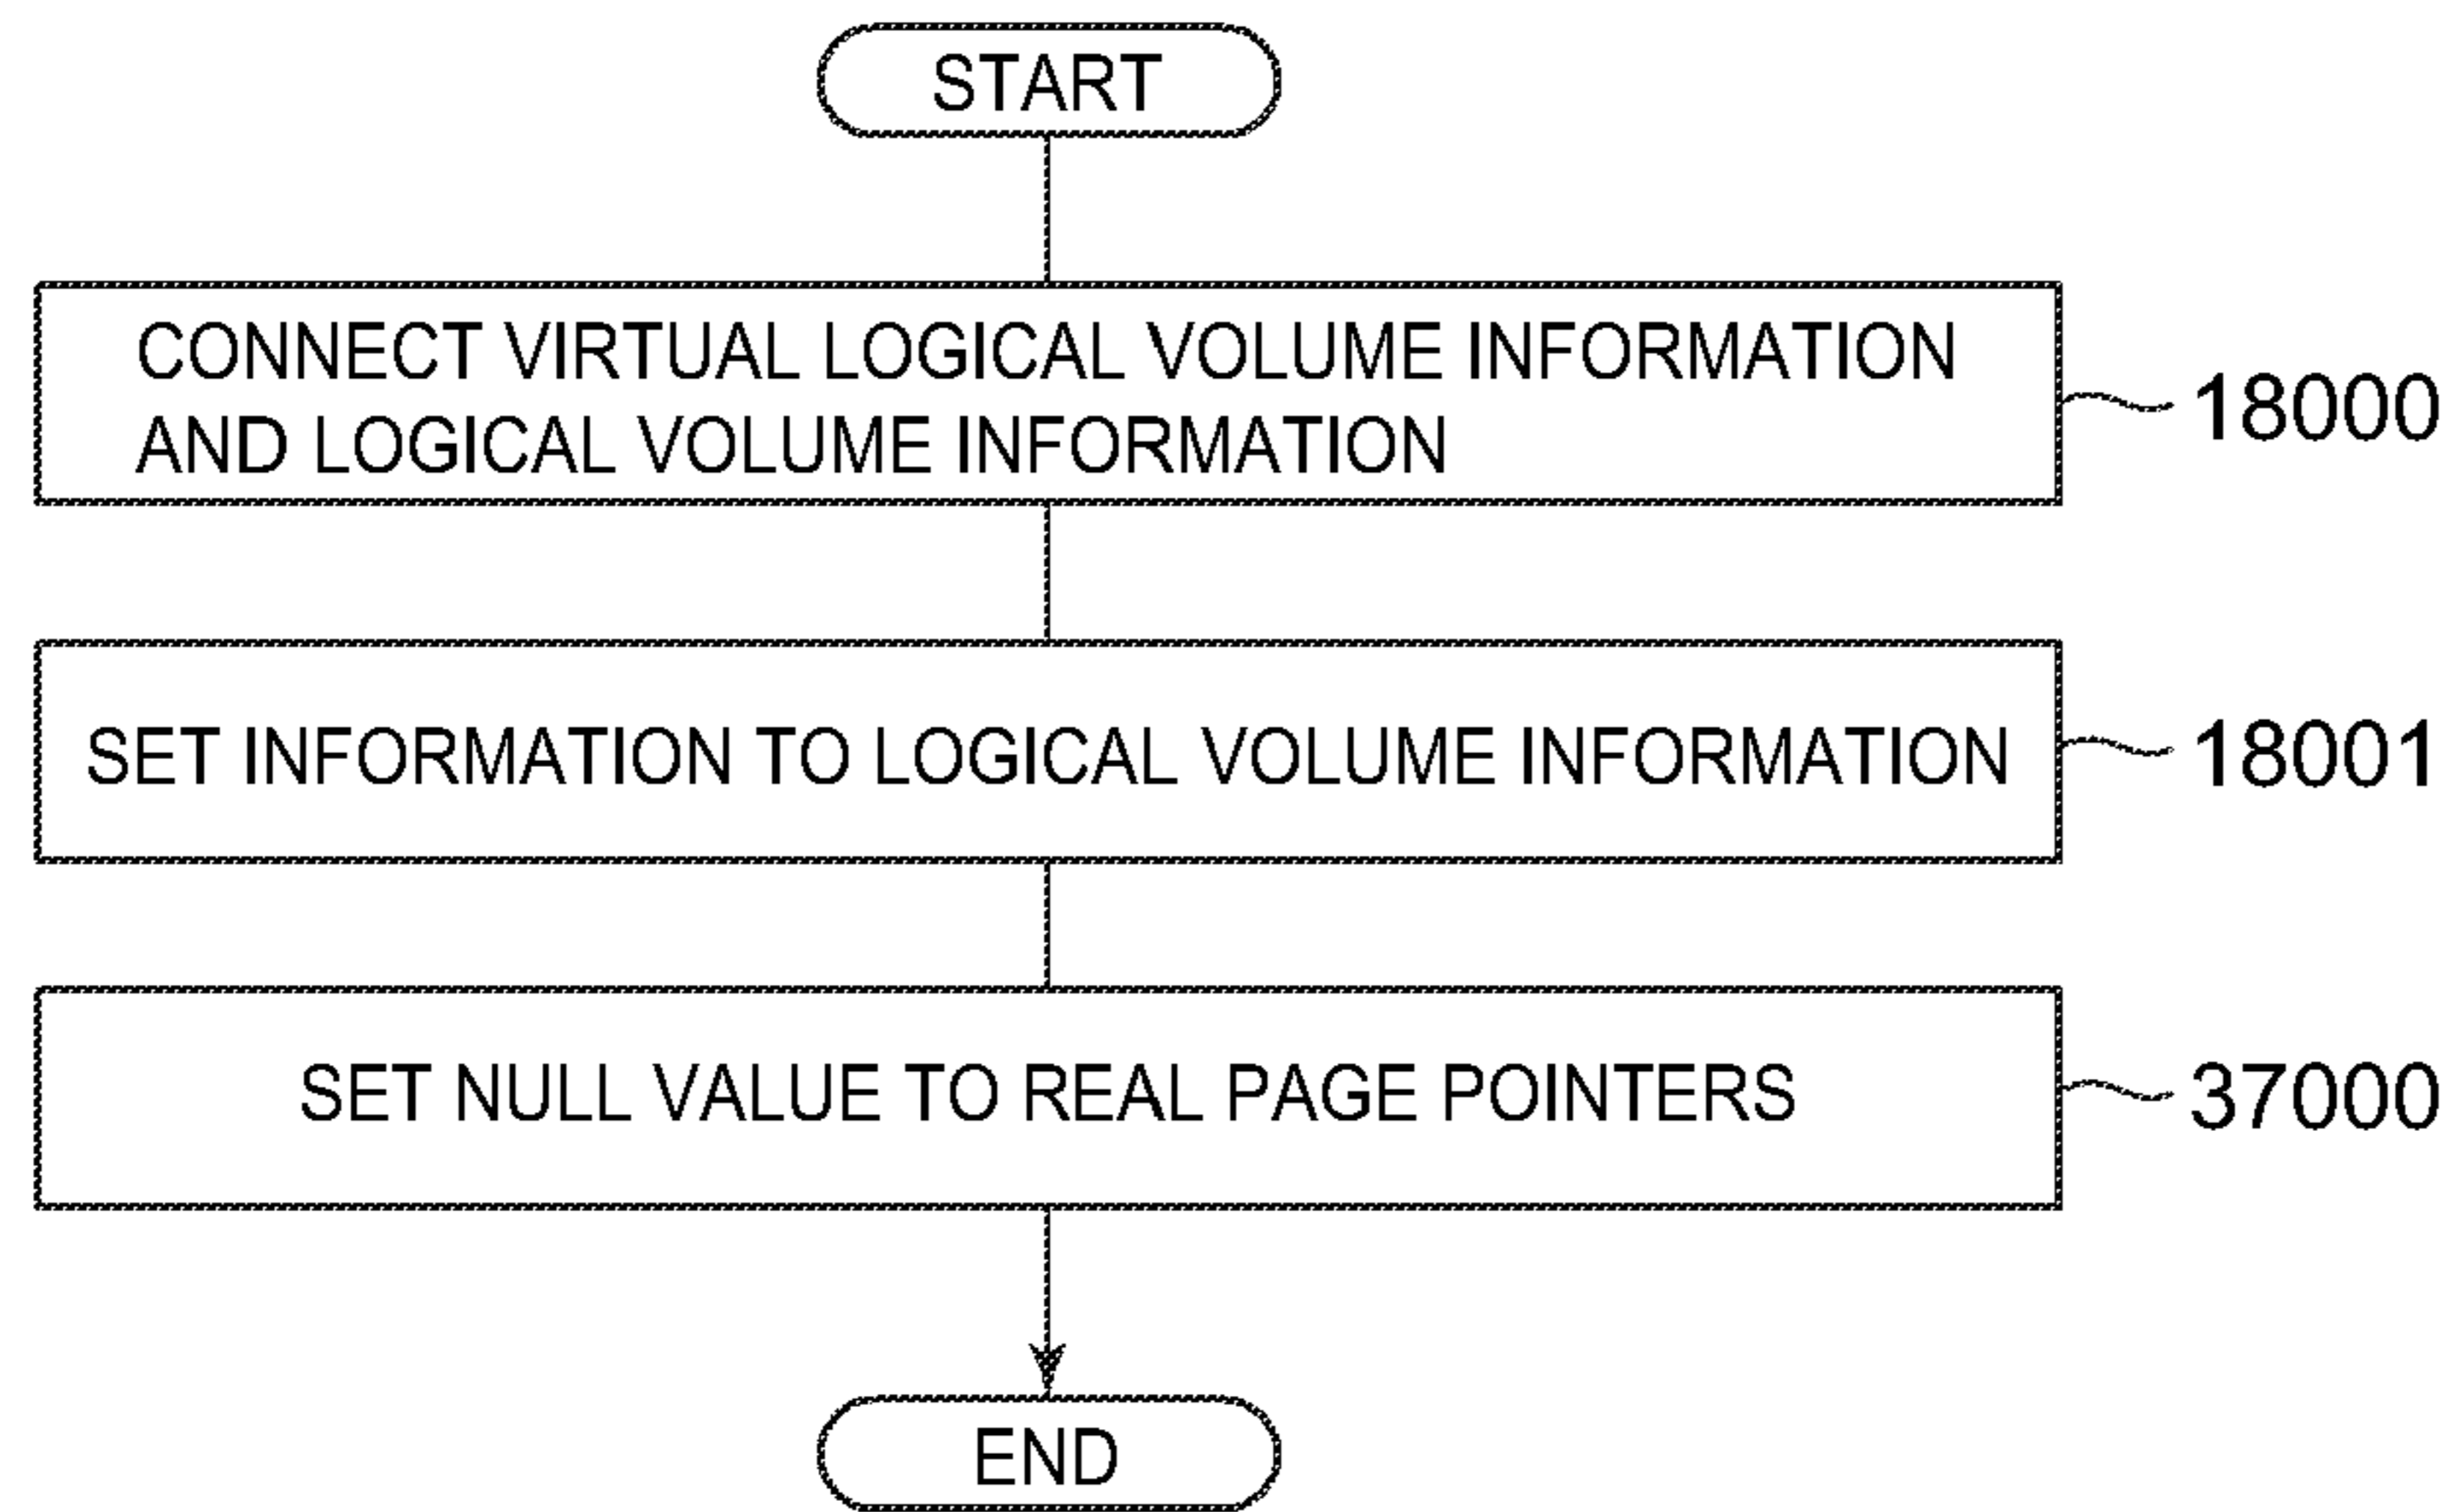 START
CONNECT VIRTUAL LOGICAL VOLUME INFORMATION
AND LOGICAL VOLUME INFORMATION
18000
SET INFORMATION TO LOGICAL VOLUME INFORMATION
18001
SET NULL VALUE TO REAL PAGE POINTERS
37000
END